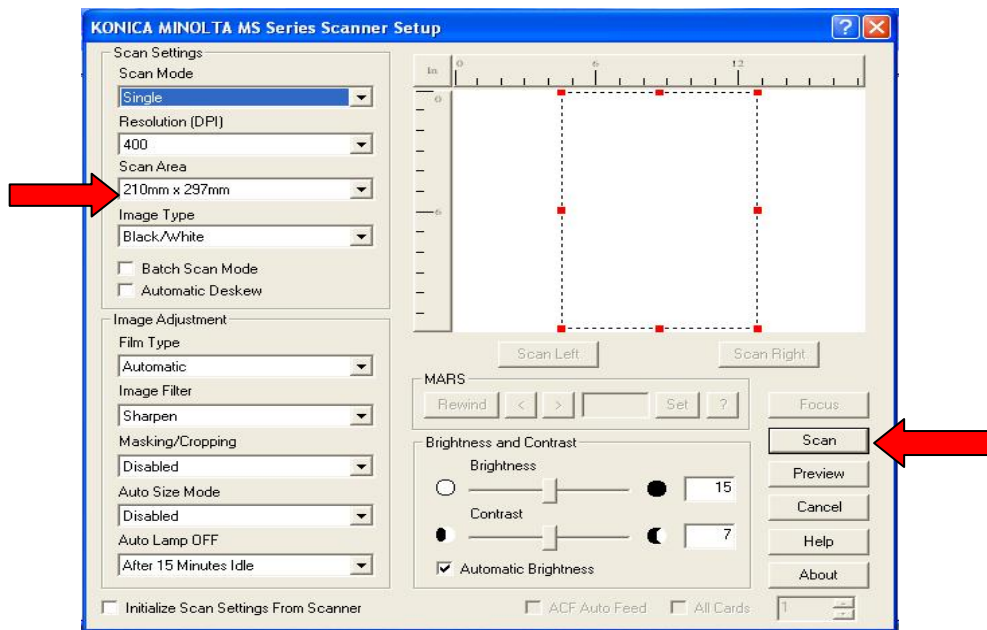 KONICA MINOLTA MS Series Scanner Setup
Scan Settings
Scan Mode
Single
Resolution (DPI)
400
Scan Area
210mm x 297mm
Image Type
Black/White
Batch Scan Mode
Automatic Deskew
Image Adjustment
Film Type
Automatic
Image Filter
Sharpen
Masking/Cropping
Disabled
Auto Size Mode
Disabled
Auto Lamp OFF
After 15 Minutes Idle
Initialize Scan Settings From Scanner
In
0 6 12
0
6
Scan Left Scan Right
MARS
Rewind < > Set ?
Brightness and Contrast
Brightness
15
Contrast
7
Automatic Brightness
Focus
Scan
Preview
Cancel
Help
About
ACF Auto Feed All Cards 1